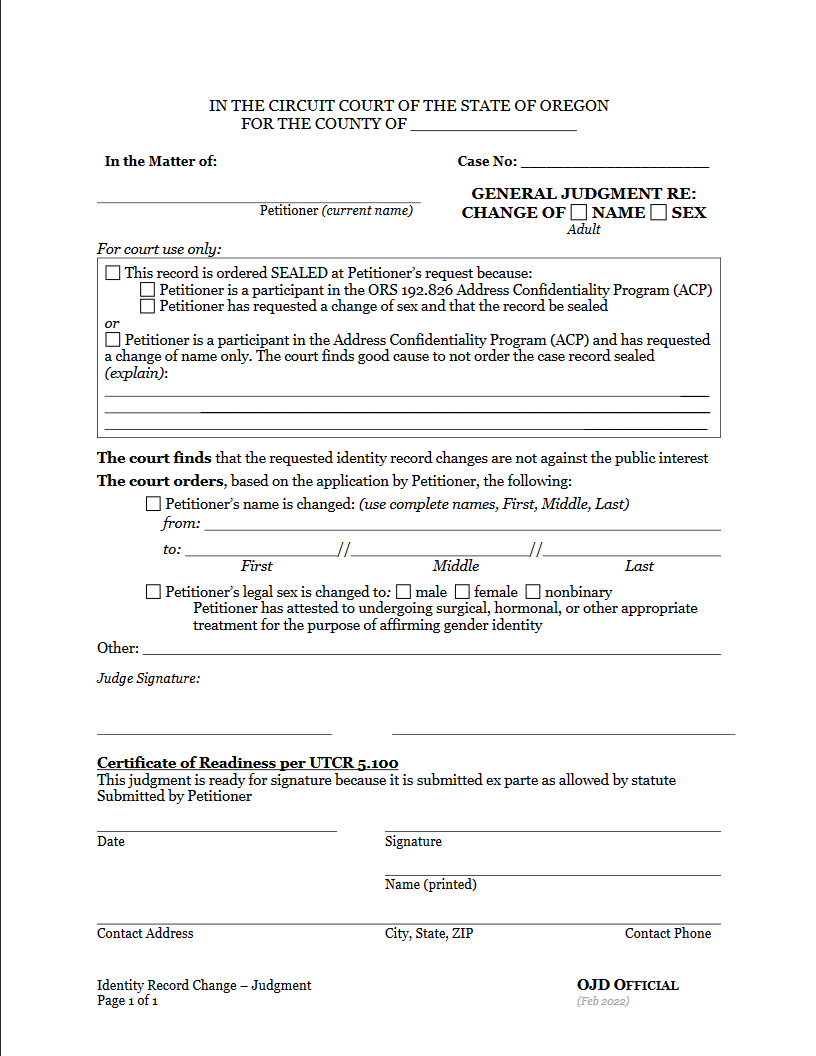 IN THE CIRCUIT COURT OF THE STATE OF OREGON
FOR THE COUNTY OF ____________________
In the Matter of:
Case No: _______________________
Petitioner (current name)
GENERAL JUDGMENT RE:
CHANGE OF ☐ NAME ☐ SEX
Adult
For court use only:
☐ This record is ordered SEALED at Petitioner's request because:
☐ Petitioner is a participant in the ORS 192.826 Address Confidentiality Program (ACP)
☐ Petitioner has requested a change of sex and that the record be sealed
or
☐ Petitioner is a participant in the Address Confidentiality Program (ACP) and has requested
a change of name only. The court finds good cause to not order the case record sealed
(explain):
The court finds that the requested identity record changes are not against the public interest
The court orders, based on the application by Petitioner, the following:
☐ Petitioner's name is changed: (use complete names, First, Middle, Last)
from: ____________________
to: ____________________//____________________//____________________
First Middle Last
☐ Petitioner's legal sex is changed to: ☐ male ☐ female ☐ nonbinary
Petitioner has attested to undergoing surgical, hormonal, or other appropriate
treatment for the purpose of affirming gender identity
Other: ____________________
Judge Signature:
Certificate of Readiness per UTCR 5.100
This judgment is ready for signature because it is submitted ex parte as allowed by statute
Submitted by Petitioner
Date Signature
Name (printed)
Contact Address City, State, ZIP Contact Phone
Identity Record Change – Judgment
Page 1 of 1
OJD OFFICIAL
(Feb 2022)